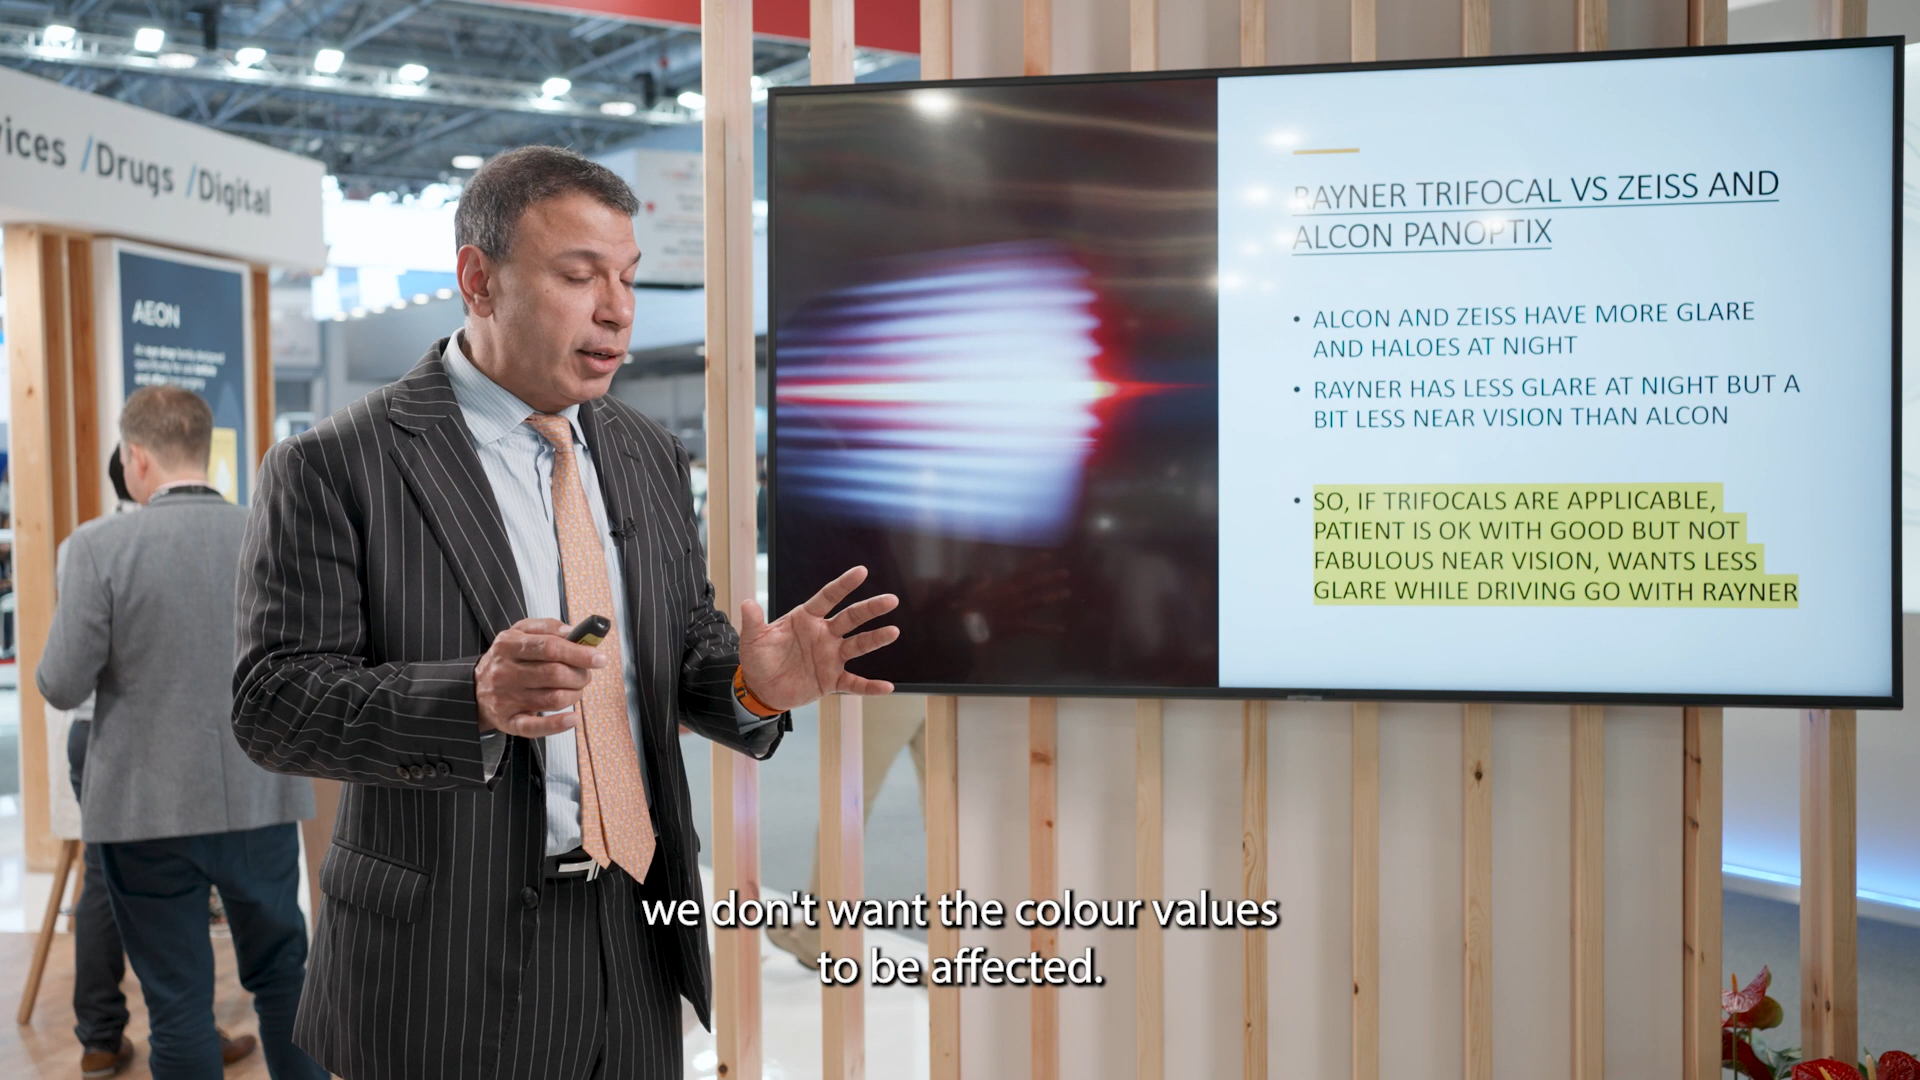 vices /Drugs /Digital
AEON
RAYNER TRIFOCAL VS ZEISS AND
ALCON PANOPTIX
• ALCON AND ZEISS HAVE MORE GLARE
AND HALOES AT NIGHT
• RAYNER HAS LESS GLARE AT NIGHT BUT A
BIT LESS NEAR VISION THAN ALCON
• SO, IF TRIFOCALS ARE APPLICABLE,
PATIENT IS OK WITH GOOD BUT NOT
FABULOUS NEAR VISION, WANTS LESS
GLARE WHILE DRIVING GO WITH RAYNER
we don't want the colour values
to be affected.